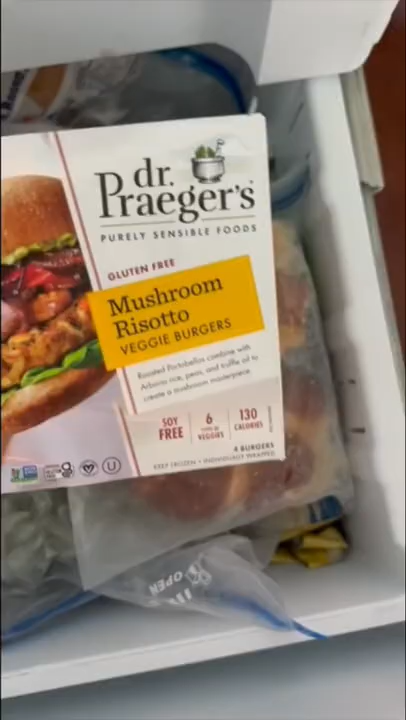 dr.
Praeger's
PURELY SENSIBLE FOODS
GLUTEN FREE
Mushroom
Risotto
VEGGIE BURGERS
Roasted Portobellos combine with
Arborio rice, peas, and truffle oil to
create a mushroom masterpiece.
SOY
FREE
6
TYPES OF
VEGGIES
130
CALORIES
4 BURGERS
KEEP FROZEN • INDIVIDUALLY WRAPPED
U
OPEN